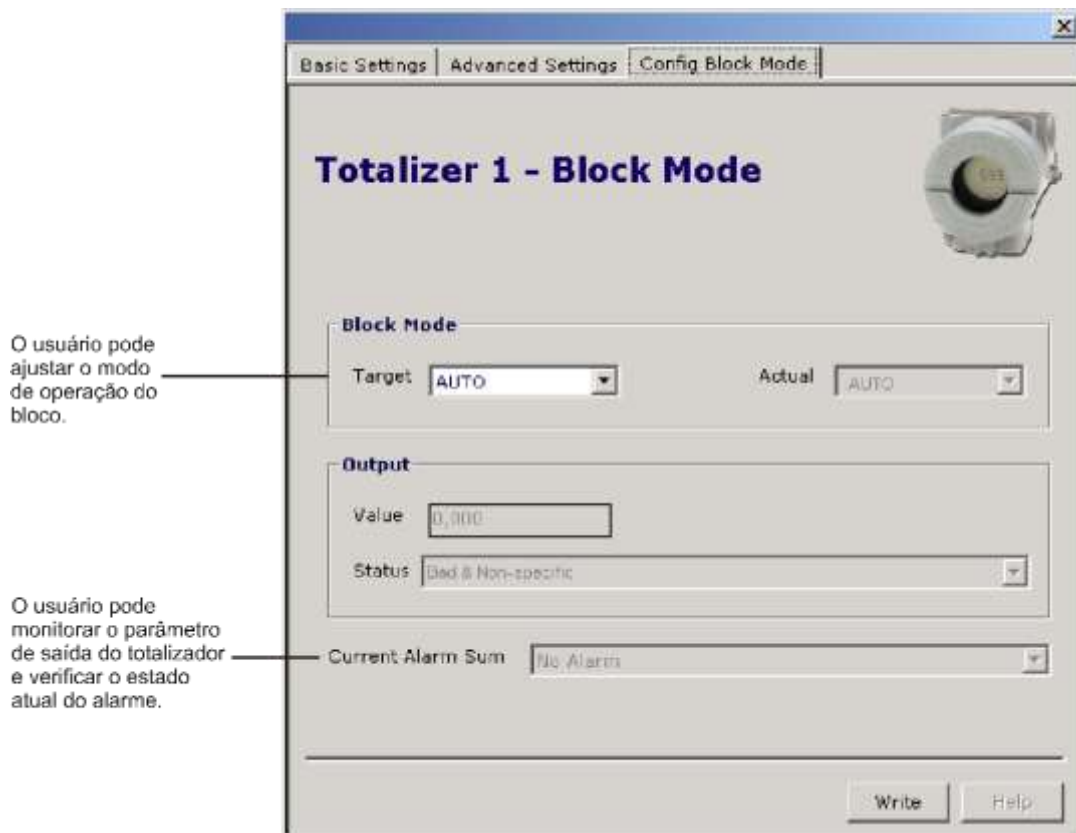 Basic Settings Advanced Settings Config Block Mode
Totalizer 1 - Block Mode
Block Mode
O usuário pode
ajustar o modo
de operação do
bloco.
Target AUTO Actual AUTO
Output
Value 0,000
Status Bad & Non-specific
O usuário pode
monitorar o parâmetro
de saída do totalizador
e verificar o estado
atual do alarme.
Current Alarm Sum No Alarm
Write Help